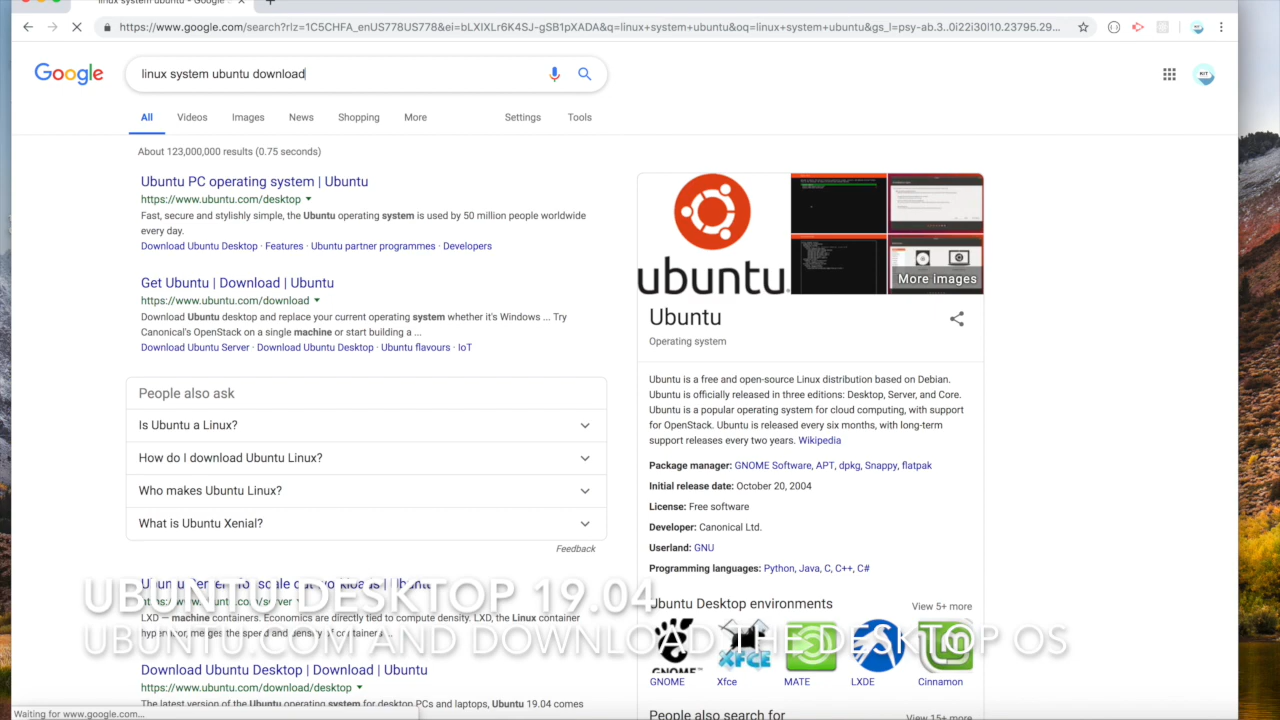 linux system ubuntu - Google
https://www.google.com/search?rlz=1C5CHFA_enUS778US778&ei=bLXIXLr6K4SJ-gSB1pXADA&q=linux+system+ubuntu&oq=linux+system+ubuntu&gs_l=psy-ab.3..0i22i30l10.23795.29...
Google
linux system ubuntu download
All Videos Images News Shopping More Settings Tools
About 123,000,000 results (0.75 seconds)
Ubuntu PC operating system | Ubuntu
https://www.ubuntu.com/desktop
Fast, secure and stylishly simple, the Ubuntu operating system is used by 50 million people worldwide
every day.
Download Ubuntu Desktop · Features · Ubuntu partner programmes · Developers
Get Ubuntu | Download | Ubuntu
https://www.ubuntu.com/download
Download Ubuntu desktop and replace your current operating system whether it's Windows ... Try
Canonical's OpenStack on a single machine or start building a ...
Download Ubuntu Server · Download Ubuntu Desktop · Ubuntu flavours · IoT
People also ask
Is Ubuntu a Linux?
How do I download Ubuntu Linux?
Who makes Ubuntu Linux?
What is Ubuntu Xenial?
Feedback
https://www.ubuntu.com/server
LXD — machine containers. Containers are directly tied to compute density. LXD, the Linux container
Download Ubuntu Desktop | Download | Ubuntu
https://www.ubuntu.com/download/desktop
The latest version of the Ubuntu operating system for desktop PCs and laptops, Ubuntu 19.04 comes
Waiting for www.google.com...
ubuntu
More images
Ubuntu
Operating system
Ubuntu is a free and open-source Linux distribution based on Debian.
Ubuntu is officially released in three editions: Desktop, Server, and Core.
Ubuntu is a popular operating system for cloud computing, with support
for OpenStack. Ubuntu is released every six months, with long-term
support releases every two years. Wikipedia
Package manager: GNOME Software, APT, dpkg, Snappy, flatpak
Initial release date: October 20, 2004
License: Free software
Developer: Canonical Ltd.
Userland: GNU
Programming languages: Python, Java, C, C++, C#
Ubuntu Desktop environments View 5+ more
GNOME Xfce MATE LXDE Cinnamon
People also search for View 15+ more
UBUNTU DESKTOP 19.04
UBUNTU.COM AND DOWNLOAD THE DESKTOP OS